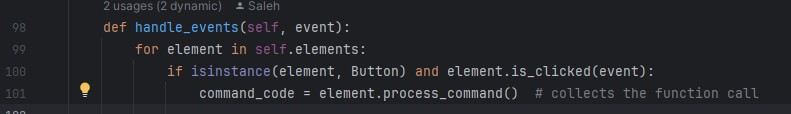 2 usages (2 dynamic) Saleh
98 def handle_events(self, event):
99 for element in self.elements:
100 if isinstance(element, Button) and element.is_clicked(event):
101 command_code = element.process_command() # collects the function call